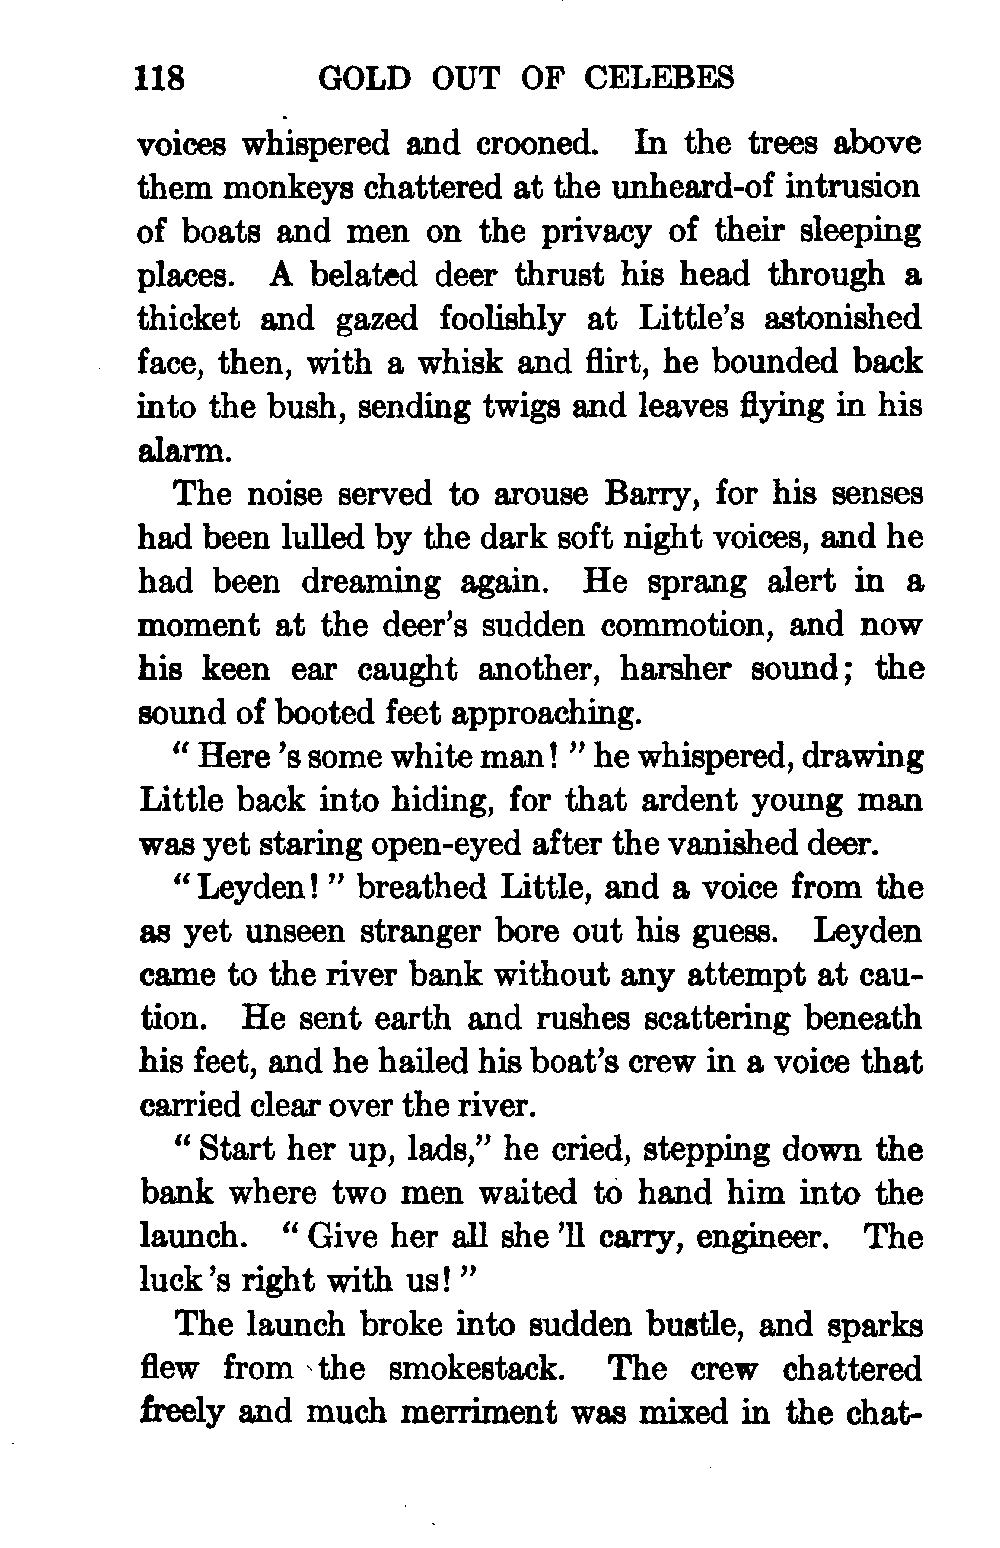 118 GOLD OUT OF CELEBES
voices whispered and crooned. In the trees above
them monkeys chattered at the unheard-of intrusion
of boats and men on the privacy of their sleeping
places. A belated deer thrust his head through a
thicket and gazed foolishly at Little's astonished
face, then, with a whisk and flirt, he bounded back
into the bush, sending twigs and leaves flying in his
alarm.
The noise served to arouse Barry, for his senses
had been lulled by the dark soft night voices, and he
had been dreaming again. He sprang alert in a
moment at the deer's sudden commotion, and now
his keen ear caught another, harsher sound; the
sound of booted feet approaching.
" Here 's some white man! " he whispered, drawing
Little back into hiding, for that ardent young man
was yet staring open-eyed after the vanished deer.
" Leyden! " breathed Little, and a voice from the
as yet unseen stranger bore out his guess. Leyden
came to the river bank without any attempt at cau-
tion. He sent earth and rushes scattering beneath
his feet, and he hailed his boat's crew in a voice that
carried clear over the river.
" Start her up, lads," he cried, stepping down the
bank where two men waited to hand him into the
launch. " Give her all she 'll carry, engineer. The
luck 's right with us! "
The launch broke into sudden bustle, and sparks
flew from the smokestack. The crew chattered
freely and much merriment was mixed in the chat-